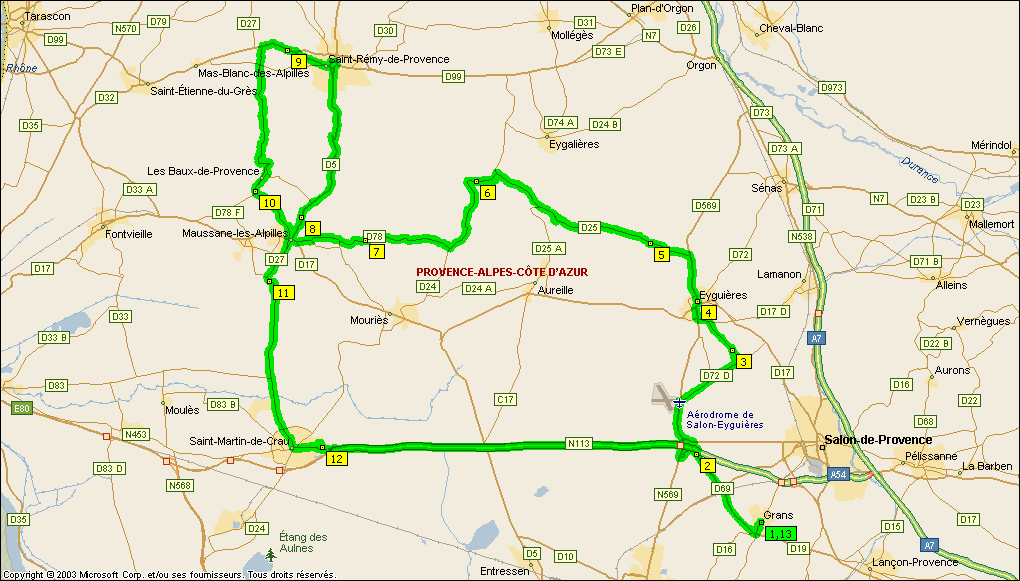 Tarascon
N570
D79
D27
D30
Plan-d'Orgon
D31
D26
Cheval-Blanc
D99
Mollégès
N7
D73 E
Rhône
Mas-Blanc-des-Alpilles
9
Saint-Rémy-de-Provence
D99
Orgon
Saint-Étienne-du-Grès
D32
D973
D35
D74 A
D24 B
D73
Eygalières
D73 A
Mérindol
Les Baux-de-Provence
D5
Durance
D33 A
10
6
Sénas
N7
D23 B
D23
D78 F
D569
D71
Mallemort
Fontvieille
Maussane-les-Alpilles
8
D78
D25
N538
7
D25 A
5
D72
D27
D17
D17
PROVENCE-ALPES-CÔTE D'AZUR
Lamanon
D71 B
Alleins
11
D24
D24 A
Aureille
Eyguières
4
D17 D
D33
Mouriès
Vernègues
D33 B
A7
D22 B
3
D83
D72 D
D17
Aurons
D16
E80
Moulès
D83 B
C17
Aérodrome de
Salon-Eyguières
D22
D68
N453
Saint-Martin-de-Crau
N113
Salon-de-Provence
12
2
Pélissanne
D83 D
A54
La Barben
N568
N569
D69
D35
D24
Étang des
Aulnes
Grans
1,13
D15
D17
D5
D10
D16
D19
A7
Entressen
Lançon-Provence
Copyright © 2003 Microsoft Corp. et/ou ses fournisseurs. Tous droits réservés.